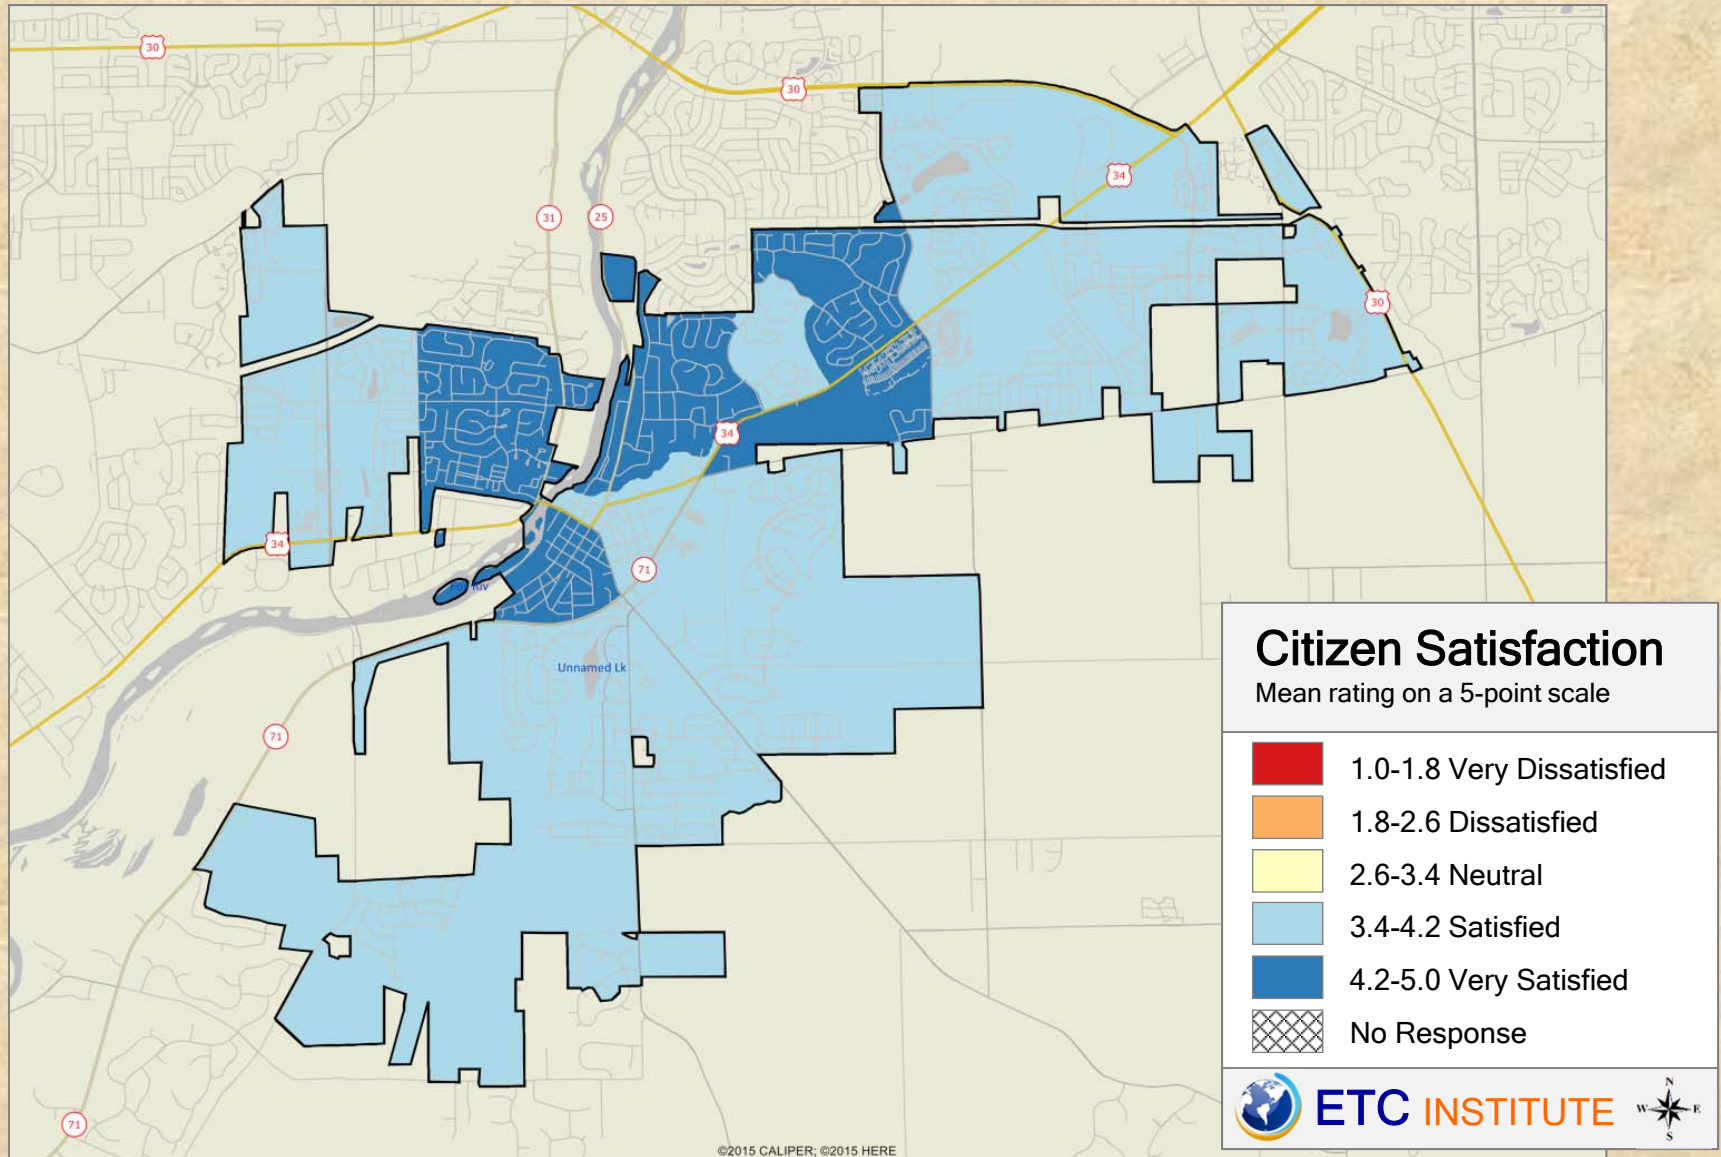 30
30
34
31
25
30
34
34
71
Unnamed Lk
71
71
Citizen Satisfaction
Mean rating on a 5-point scale
1.0-1.8 Very Dissatisfied
1.8-2.6 Dissatisfied
2.6-3.4 Neutral
3.4-4.2 Satisfied
4.2-5.0 Very Satisfied
No Response
ETC INSTITUTE
N
W E
S
©2015 CALIPER; ©2015 HERE